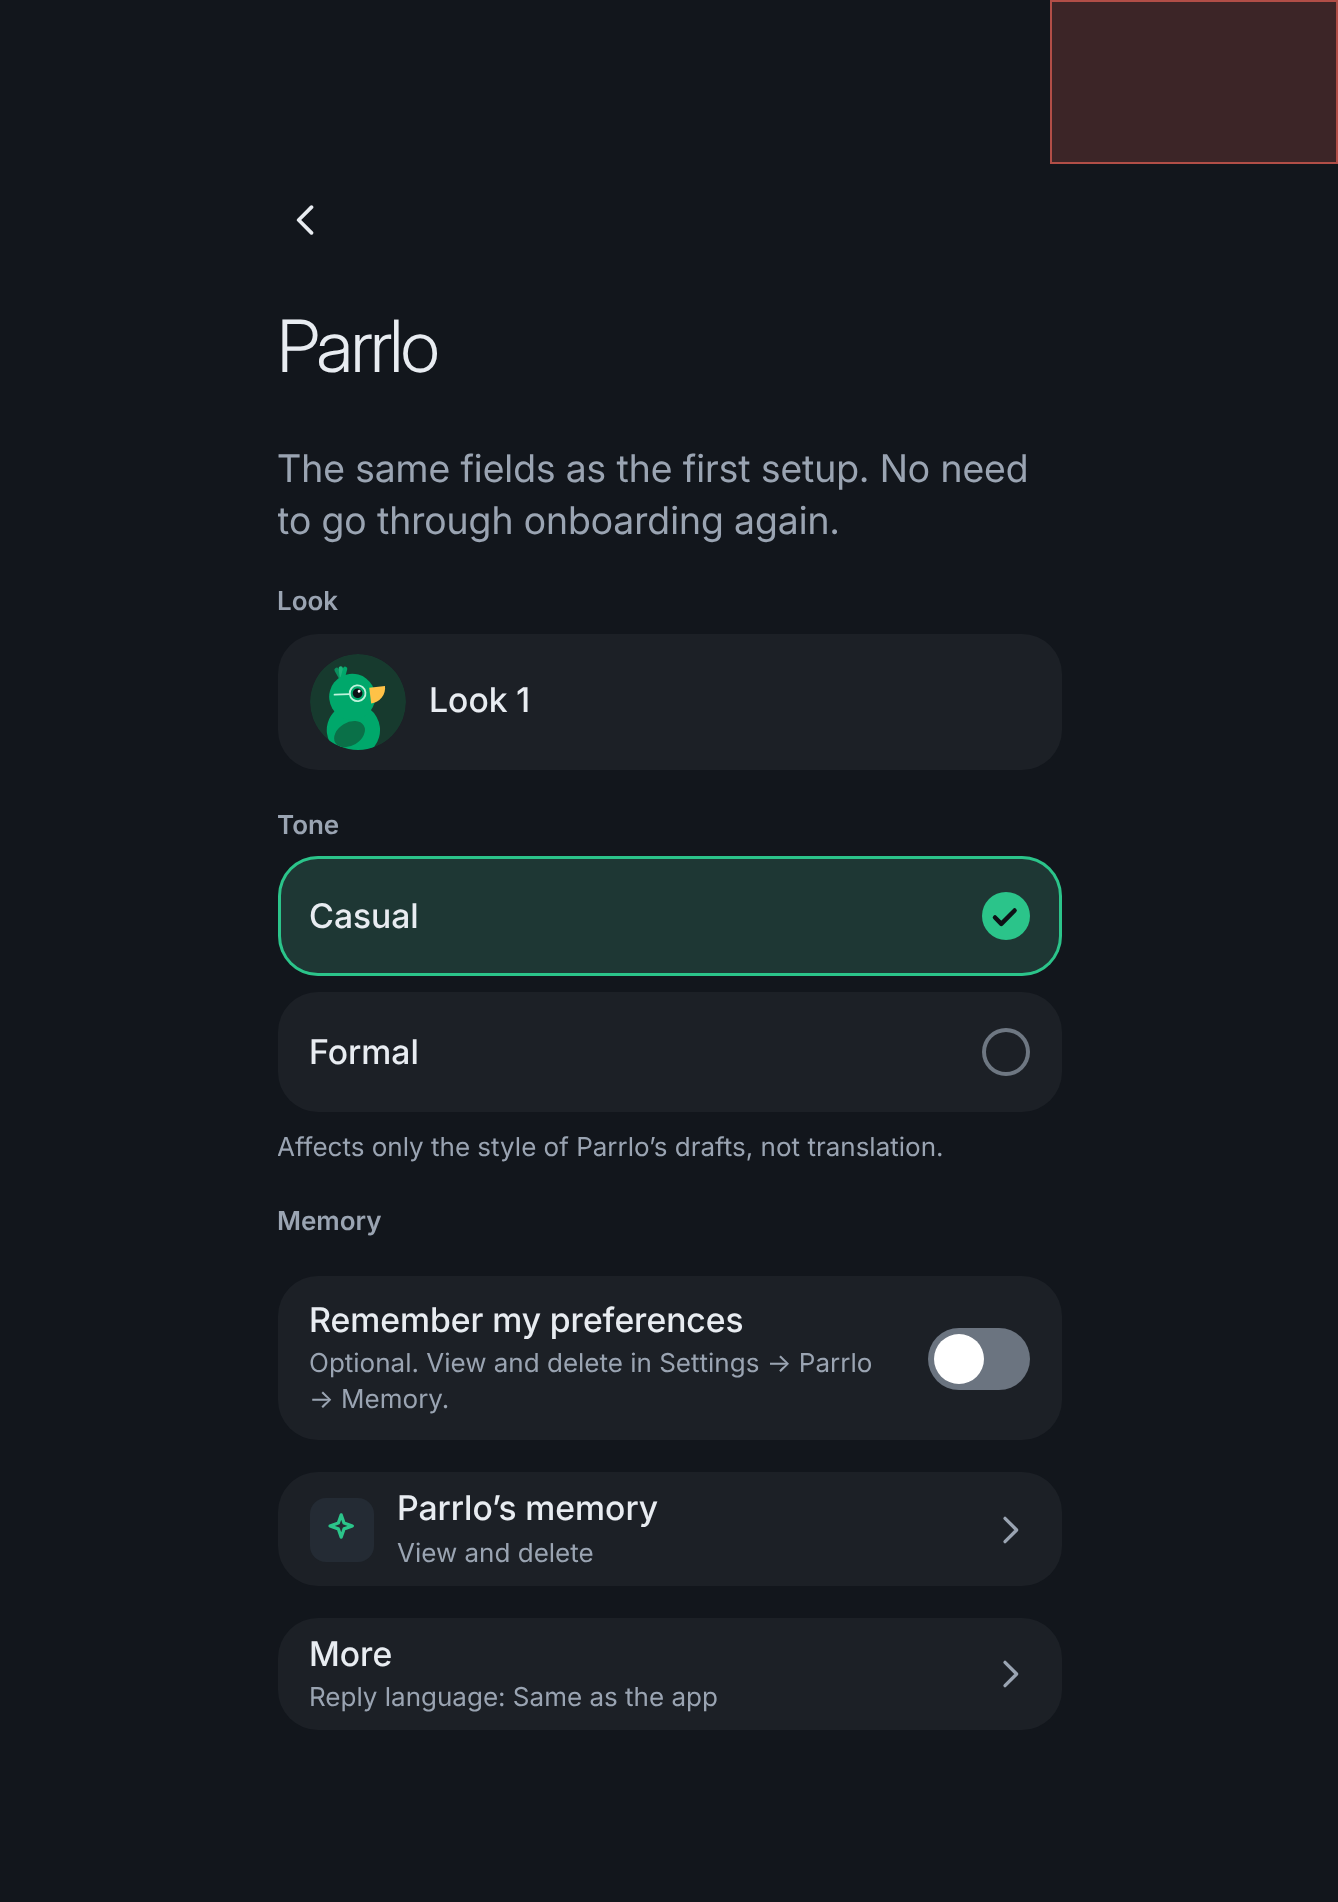 Parrlo
The same fields as the first setup. No need
to go through onboarding again.
Look
Look 1
Tone
Casual
Formal
Affects only the style of Parrlo’s drafts, not translation.
Memory
Remember my preferences
Optional. View and delete in Settings → Parrlo
→ Memory.
Parrlo’s memory
View and delete
More
Reply language: Same as the app